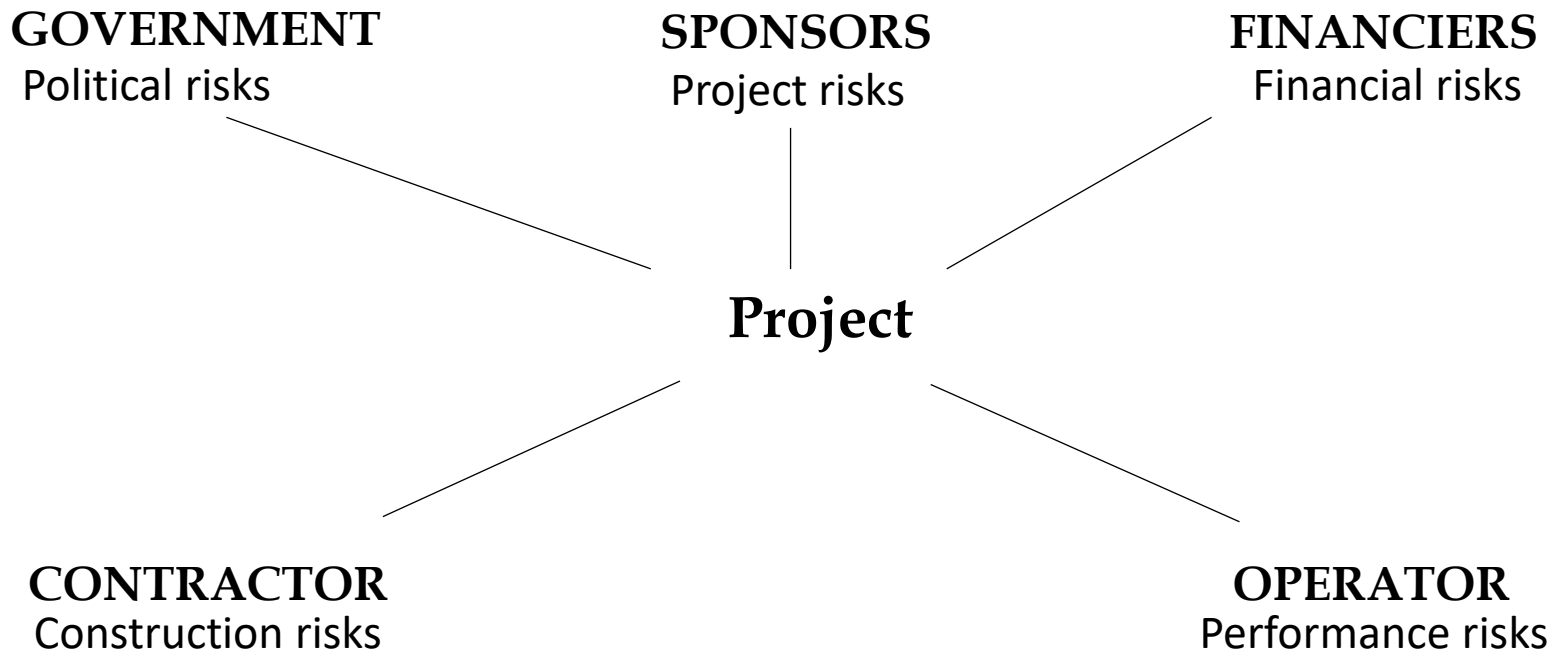 GOVERNMENT
Political risks
SPONSORS
Project risks
FINANCIERS
Financial risks
Project
CONTRACTOR
Construction risks
OPERATOR
Performance risks